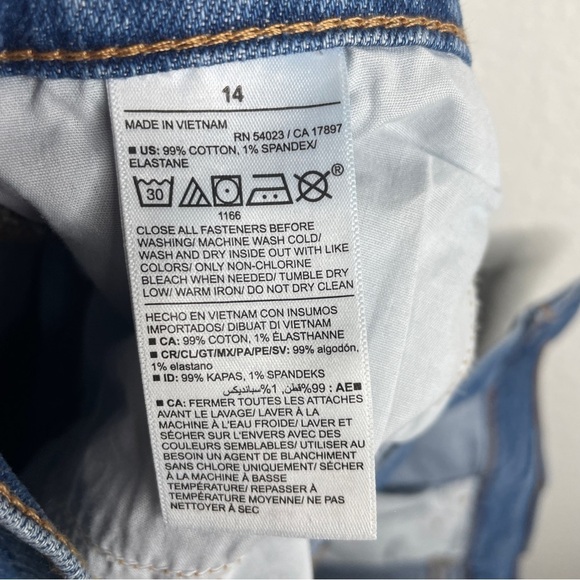 14
MADE IN VIETNAM
RN 54023 / CA 17897
■ US: 99% COTTON, 1% SPANDEX/
ELASTANE
30
®
1166
CLOSE ALL FASTENERS BEFORE
WASHING/ MACHINE WASH COLD/
WASH AND DRY INSIDE OUT WITH LIKE
COLORS/ ONLY NON-CHLORINE
BLEACH WHEN NEEDED/ TUMBLE DRY
LOW/ WARM IRON/ DO NOT DRY CLEAN
HECHO EN VIETNAM CON INSUMOS
IMPORTADOS/ DIBUAT DI VIETNAM
■ CA: 99% COTON, 1% ÉLASTHANNE
■ CR/CL/GT/MX/PA/PE/SV: 99% algodón,
1% elastano
■ ID: 99% KAPAS, 1% SPANDEKS
■ AE: 99% قطن, 1% سباندیکس
■ CA: FERMER TOUTES LES ATTACHES
AVANT LE LAVAGE/ LAVER À LA
MACHINE À L'EAU FROIDE/ LAVER ET
SÉCHER SUR L'ENVERS AVEC DES
COULEURS SEMBLABLES/ UTILISER AU
BESOIN UN AGENT DE BLANCHIMENT
SANS CHLORE UNIQUEMENT/ SÉCHER
À LA MACHINE À BASSE
TEMPÉRATURE/ REPASSER À
TEMPÉRATURE MOYENNE/ NE PAS
NETTOYER À SEC